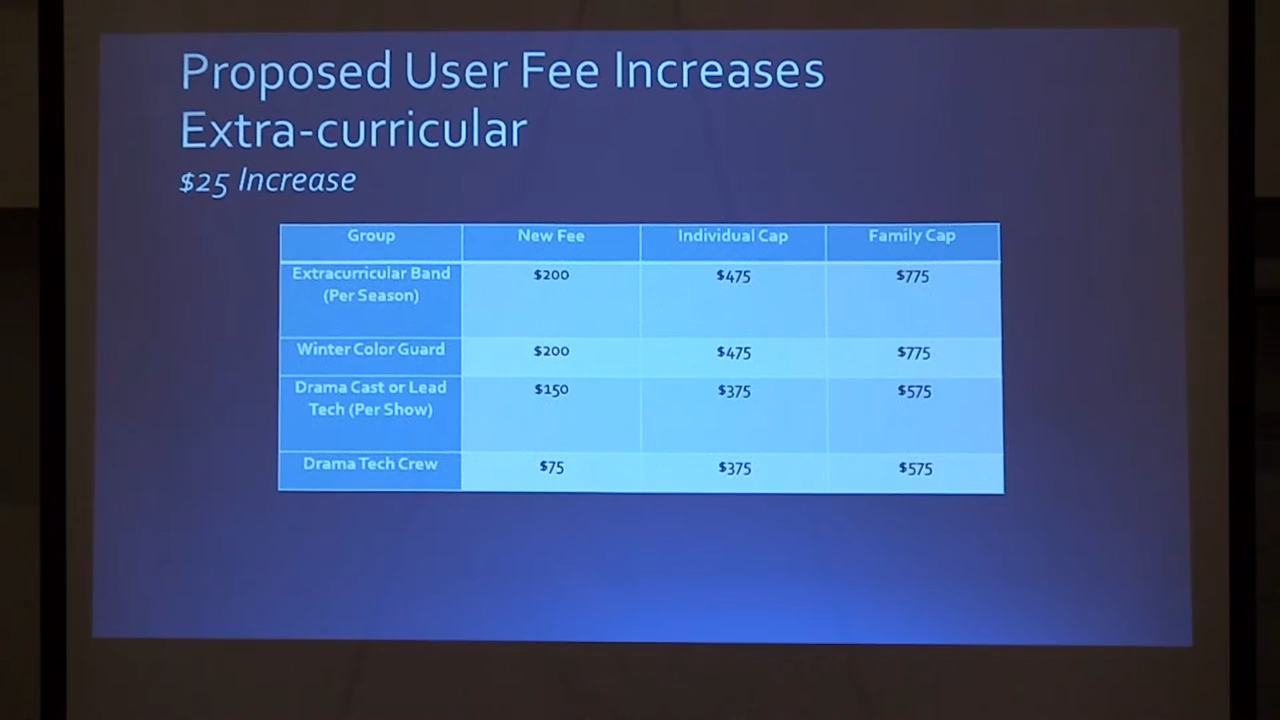 Proposed User Fee Increases
Extra-curricular
$25 Increase
Group New Fee Individual Cap Family Cap
Extracurricular Band
(Per Season) $200 $475 $775
Winter Color Guard $200 $475 $775
Drama Cast or Lead
Tech (Per Show) $150 $375 $575
Drama Tech Crew $75 $375 $575